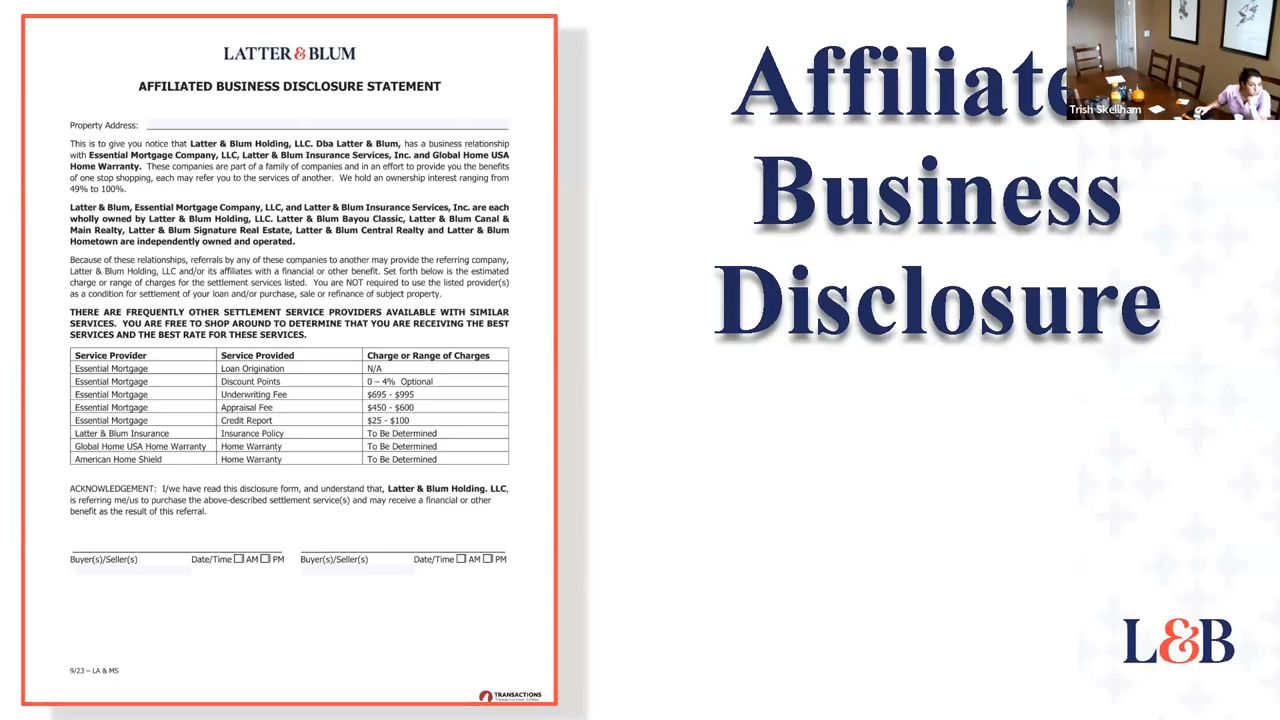 LATTER&BLUM
AFFILIATED BUSINESS DISCLOSURE STATEMENT
Property Address:
This is to give you notice that Latter & Blum Holding, LLC. Dba Latter & Blum, has a business relationship
with Essential Mortgage Company, LLC, Latter & Blum Insurance Services, Inc. and Global Home USA
Home Warranty. These companies are part of a family of companies and in an effort to provide you the benefits
of one stop shopping, each may refer you to the services of another. We hold an ownership interest ranging from
49% to 100%.
Latter & Blum, Essential Mortgage Company, LLC, and Latter & Blum Insurance Services, Inc. are each
wholly owned by Latter & Blum Holding, LLC. Latter & Blum Bayou Classic, Latter & Blum Canal &
Main Realty, Latter & Blum Signature Real Estate, Latter & Blum Central Realty and Latter & Blum
Hometown are independently owned and operated.
Because of these relationships, referrals by any of these companies to another may provide the referring company,
Latter & Blum Holding, LLC and/or its affiliates with a financial or other benefit. Set forth below is the estimated
charge or range of charges for the settlement services listed. You are NOT required to use the listed provider(s)
as a condition for settlement of your loan and/or purchase, sale or refinance of subject property.
THERE ARE FREQUENTLY OTHER SETTLEMENT SERVICE PROVIDERS AVAILABLE WITH SIMILAR
SERVICES. YOU ARE FREE TO SHOP AROUND TO DETERMINE THAT YOU ARE RECEIVING THE BEST
SERVICES AND THE BEST RATE FOR THESE SERVICES.
Service Provider Service Provided Charge or Range of Charges
Essential Mortgage Loan Origination N/A
Essential Mortgage Discount Points 0 – 4% Optional
Essential Mortgage Underwriting Fee $695 - $995
Essential Mortgage Appraisal Fee $450 - $600
Essential Mortgage Credit Report $25 - $100
Latter & Blum Insurance Insurance Policy To Be Determined
Global Home USA Home Warranty Home Warranty To Be Determined
American Home Shield Home Warranty To Be Determined
ACKNOWLEDGEMENT: I/we have read this disclosure form, and understand that, Latter & Blum Holding. LLC,
is referring me/us to purchase the above-described settlement service(s) and may receive a financial or other
benefit as the result of this referral.
Buyer(s)/Seller(s) Date/Time AM PM Buyer(s)/Seller(s) Date/Time AM PM
9/23 – LA & MS
TRANSACTIONS
Affiliate
Business
Disclosure
Trish Skellham
L&B